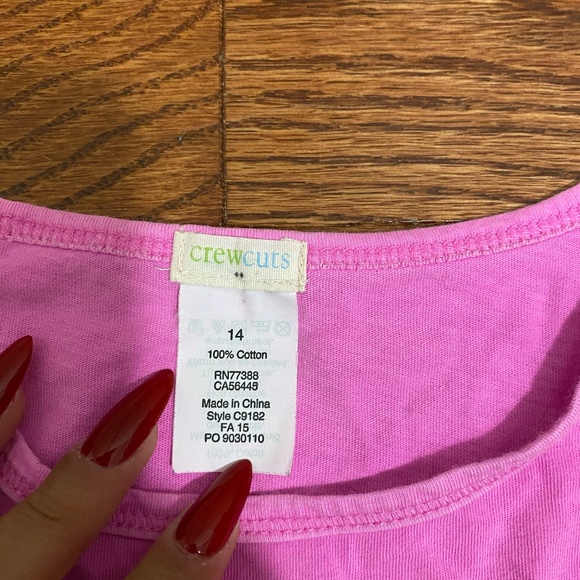 crewcuts
14
100% Cotton
RN77388
CA56448
Made in China
Style C9182
FA 15
PO 9030110